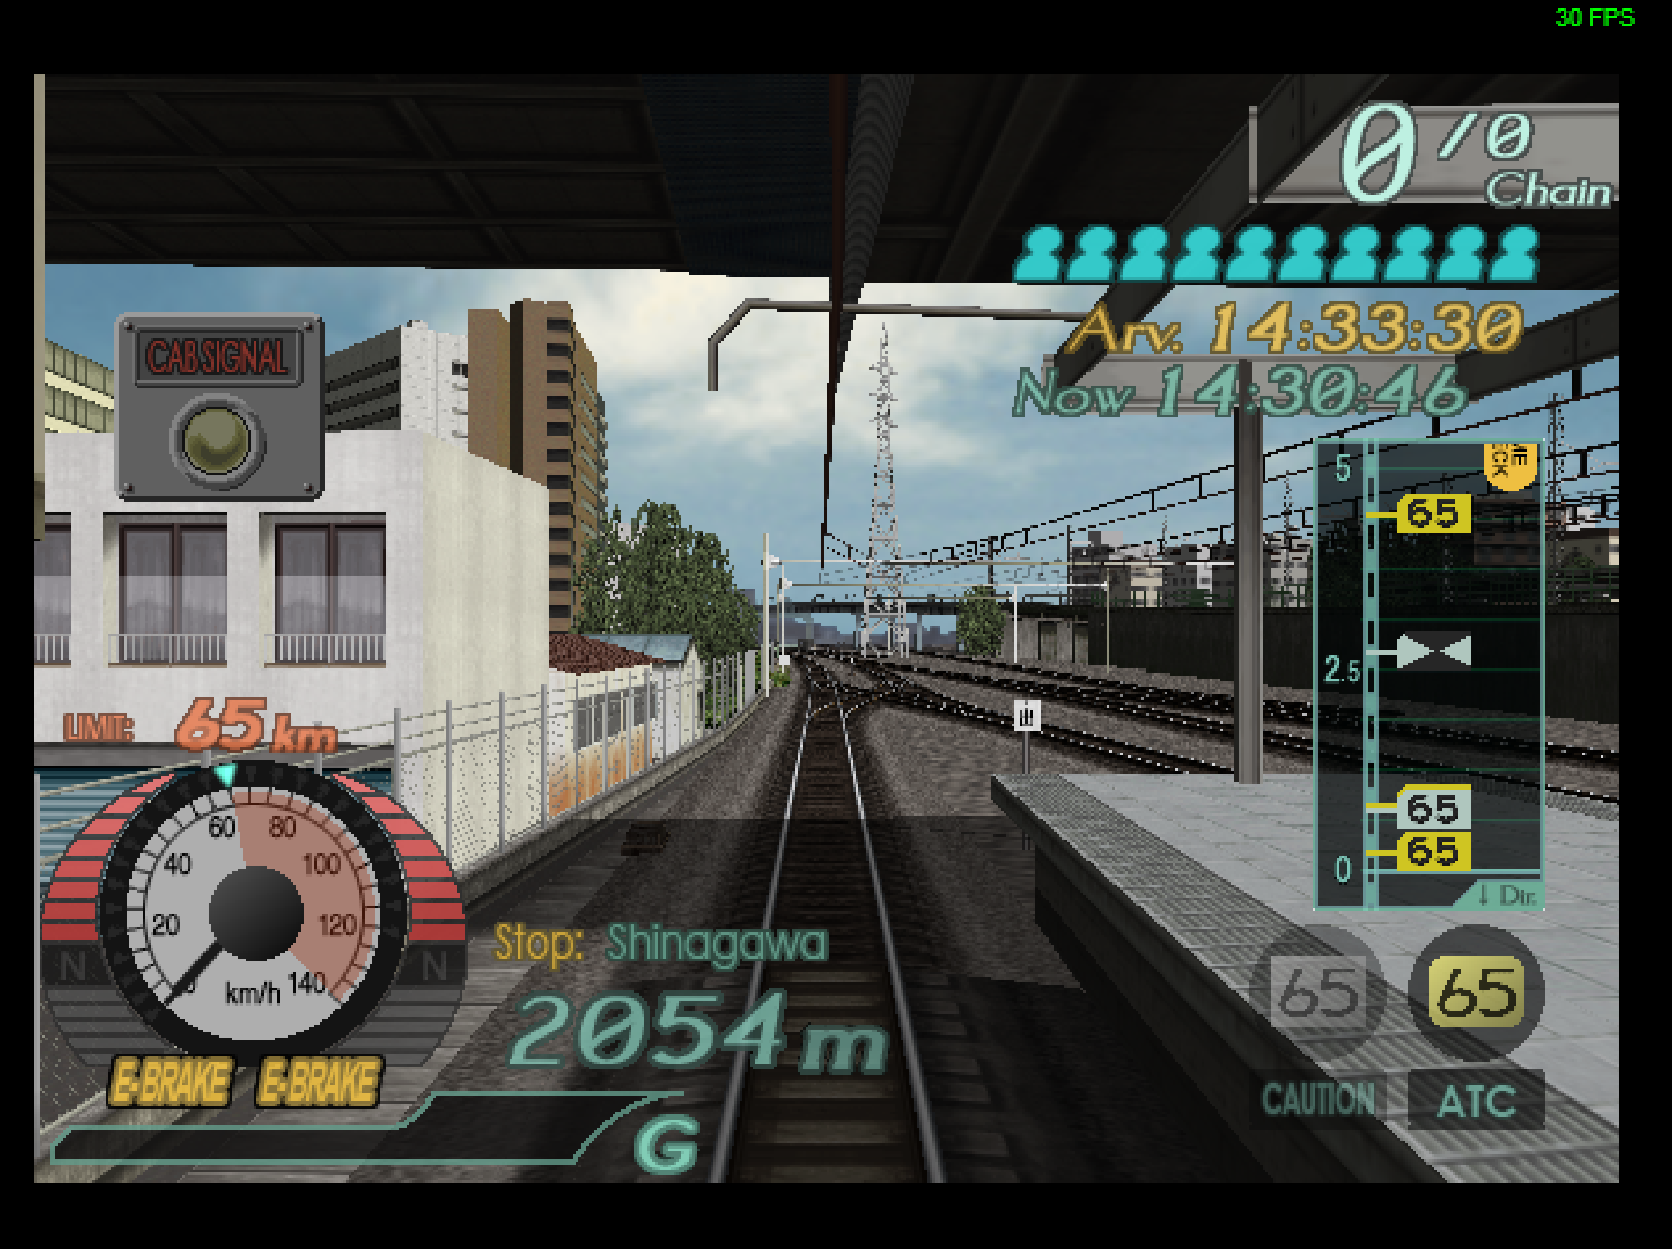 30 FPS
0/0
Chain
Arv. 14:33:30
Now 14:30:46
CAB SIGNAL
5
65
2.5
65
65
0
↓ Dir.
LIMIT: 65 km
60 80
40 100
20 120
0 140
km/h
N N
Stop: Shinagawa
2054 m
65 65
E-BRAKE E-BRAKE
CAUTION ATC
G